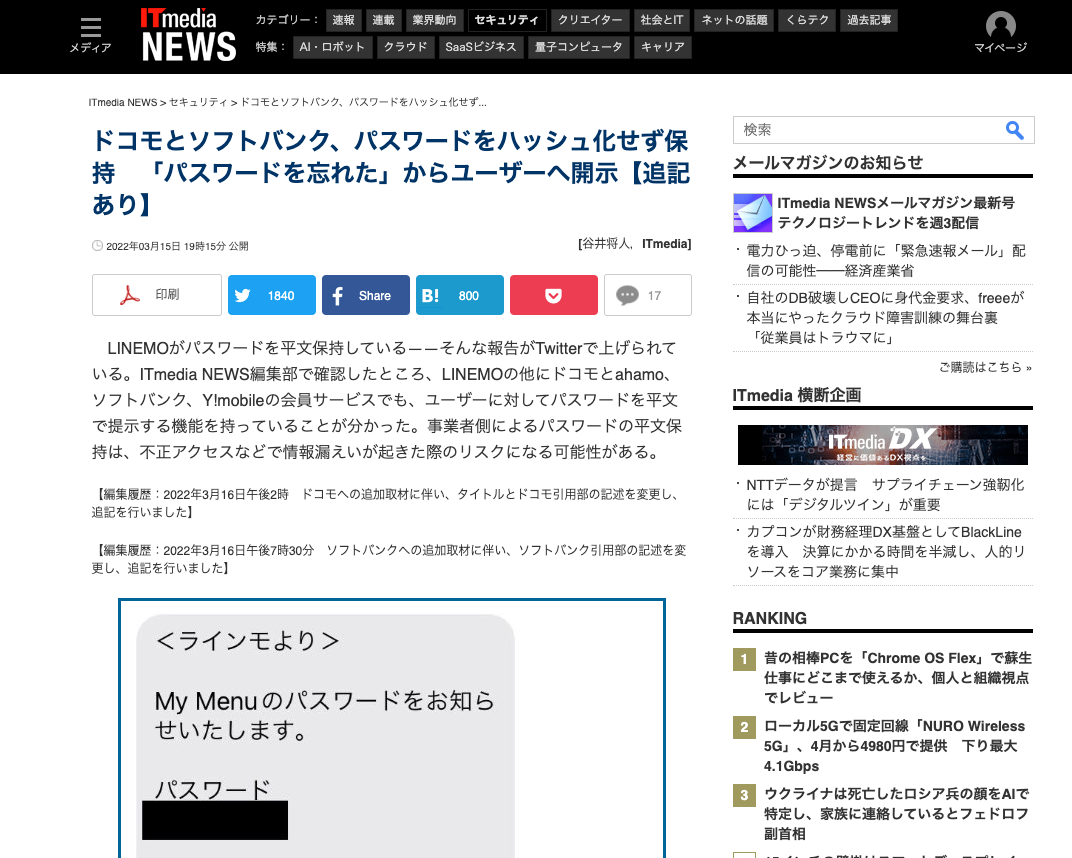 メディア
ITmedia
NEWS
カテゴリー： 速報 連載 業界動向 セキュリティ クリエイター 社会とIT ネットの話題 くらテク 過去記事
特集： AI・ロボット クラウド SaaSビジネス 量子コンピュータ キャリア
マイページ
ITmedia NEWS > セキュリティ > ドコモとソフトバンク、パスワードをハッシュ化せず...
ドコモとソフトバンク、パスワードをハッシュ化せず保
持　「パスワードを忘れた」からユーザーへ開示【追記
あり】
2022年03月15日 19時15分 公開
[谷井将人，ITmedia]
印刷
1840
Share
B! 800
17
LINEMOがパスワードを平文保持している——そんな報告がTwitterで上げられて
いる。ITmedia NEWS編集部で確認したところ、LINEMOの他にドコモとahamo、
ソフトバンク、Y!mobileの会員サービスでも、ユーザーに対してパスワードを平文
で提示する機能を持っていることが分かった。事業者側によるパスワードの平文保
持は、不正アクセスなどで情報漏えいが起きた際のリスクになる可能性がある。
【編集履歴：2022年3月16日午後2時　ドコモへの追加取材に伴い、タイトルとドコモ引用部の記述を変更し、
追記を行いました】
【編集履歴：2022年3月16日午後7時30分　ソフトバンクへの追加取材に伴い、ソフトバンク引用部の記述を変
更し、追記を行いました】
＜ラインモより＞
My Menuのパスワードをお知ら
せいたします。
パスワード
検索
メールマガジンのお知らせ
ITmedia NEWSメールマガジン最新号
テクノロジートレンドを週3配信
・電力ひっ迫、停電前に「緊急速報メール」配
信の可能性——経済産業省
・自社のDB破壊しCEOに身代金要求、freeeが
本当にやったクラウド障害訓練の舞台裏
「従業員はトラウマに」
ご購読はこちら »
ITmedia 横断企画
ITmedia DX
経営に価値あるDX視点を
・NTTデータが提言　サプライチェーン強靭化
には「デジタルツイン」が重要
・カプコンが財務経理DX基盤としてBlackLine
を導入　決算にかかる時間を半減し、人的リ
ソースをコア業務に集中
RANKING
1 昔の相棒PCを「Chrome OS Flex」で蘇生
仕事にどこまで使えるか、個人と組織視点
でレビュー
2 ローカル5Gで固定回線「NURO Wireless
5G」、4月から4980円で提供　下り最大
4.1Gbps
3 ウクライナは死亡したロシア兵の顔をAIで
特定し、家族に連絡しているとフェドロフ
副首相